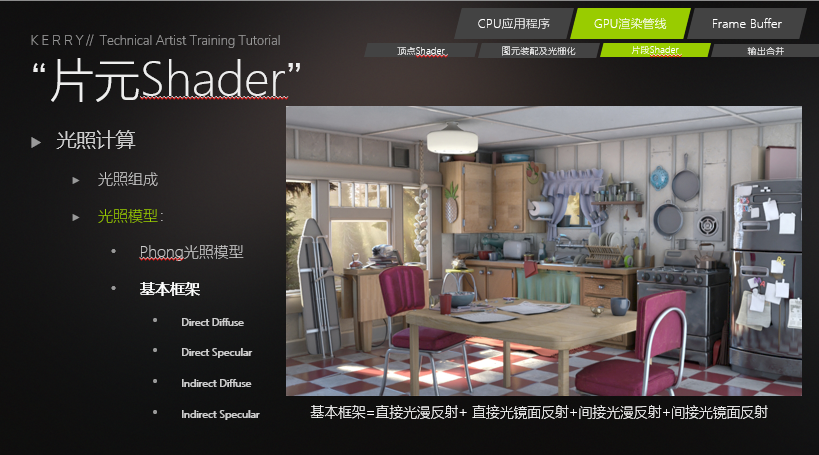 CPU应用程序
GPU渲染管线
Frame Buffer
顶点Shader
图元装配及光栅化
片段Shader
输出合并
KERRY// Technical Artist Training Tutorial
“片元Shader”
光照计算
光照组成
光照模型：
Phong光照模型
基本框架
Direct Diffuse
Direct Specular
Indirect Diffuse
Indirect Specular
基本框架=直接光漫反射+ 直接光镜面反射+间接光漫反射+间接光镜面反射